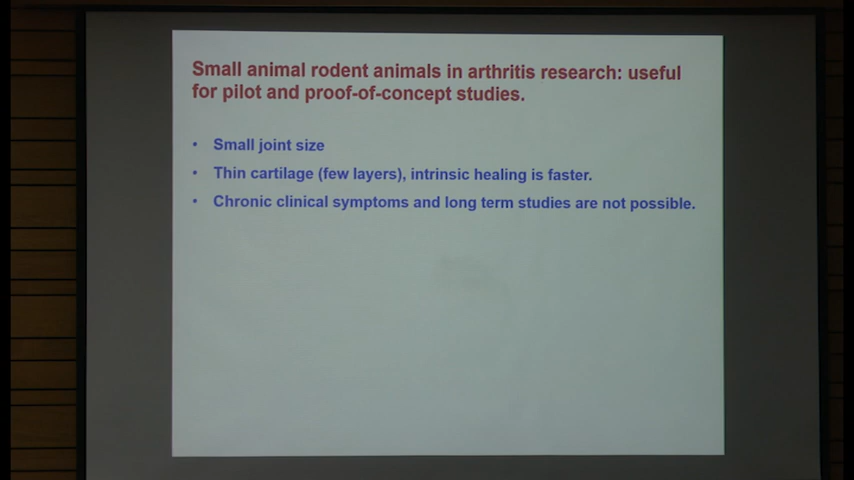 Small animal rodent animals in arthritis research: useful
for pilot and proof-of-concept studies.
• Small joint size
• Thin cartilage (few layers), intrinsic healing is faster.
• Chronic clinical symptoms and long term studies are not possible.